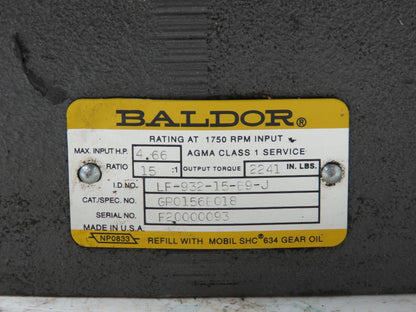 BALDOR®
RATING AT 1750 RPM INPUT
MAX. INPUT H.P. 4.66 AGMA CLASS 1 SERVICE
RATIO 15 :1 OUTPUT TORQUE 2241 IN. LBS.
I.D NO. LF-932-15-B9-J
CAT/SPEC. NO. GR0156E018
SERIAL NO. F20000093
MADE IN U.S.A.
NP0833 REFILL WITH MOBIL SHC® 634 GEAR OIL